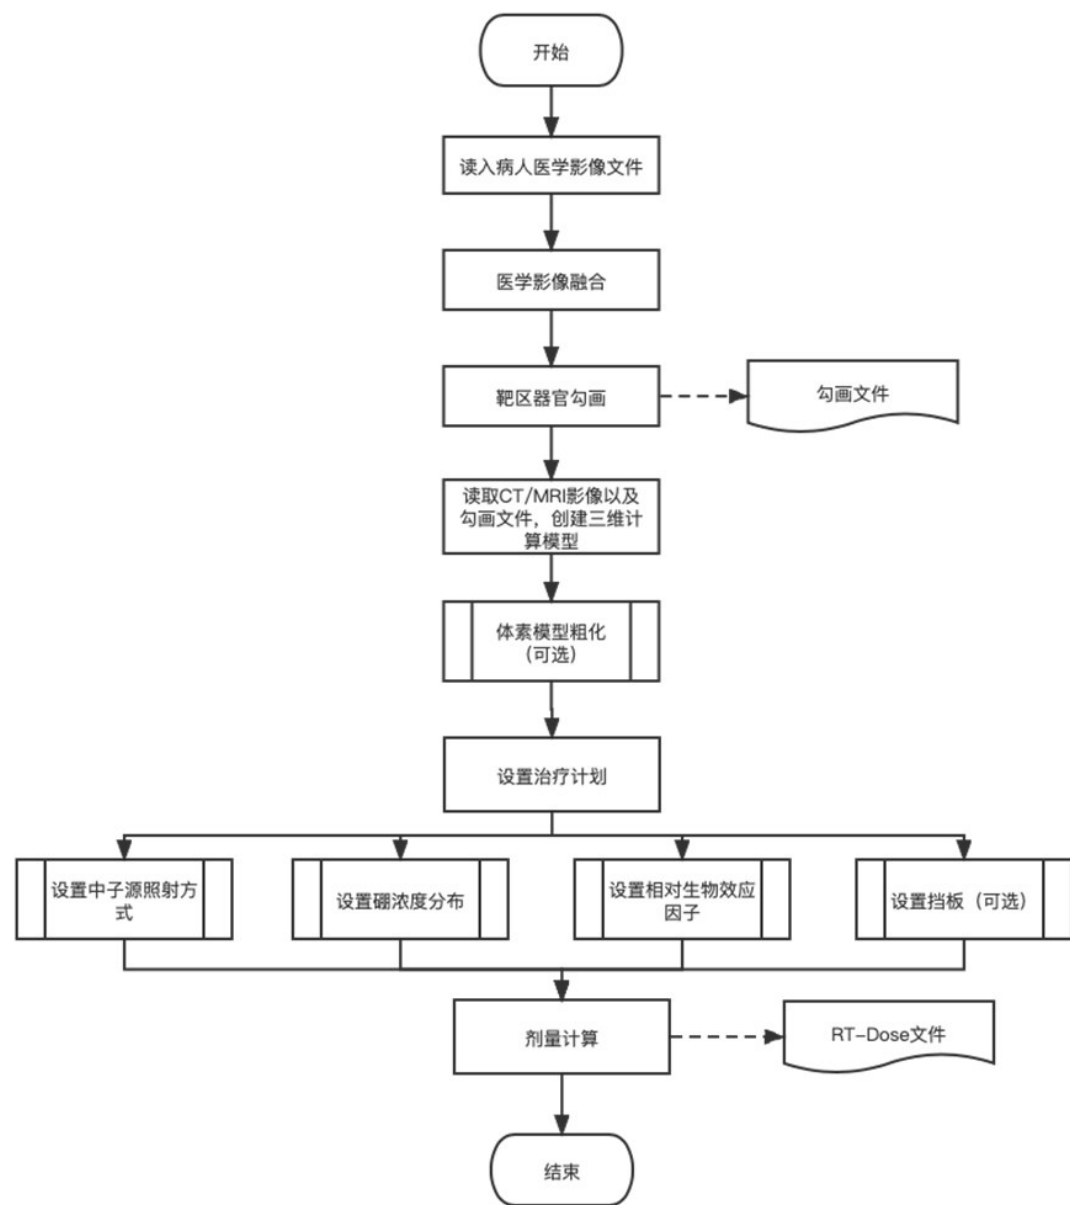 开始
读入病人医学影像文件
医学影像融合
靶区器官勾画
勾画文件
读取CT/MRI影像以及
勾画文件，创建三维计
算模型
体素模型粗化
（可选）
设置治疗计划
设置中子源照射方
式
设置硼浓度分布
设置相对生物效应
因子
设置挡板（可选）
剂量计算
RT-Dose文件
结束